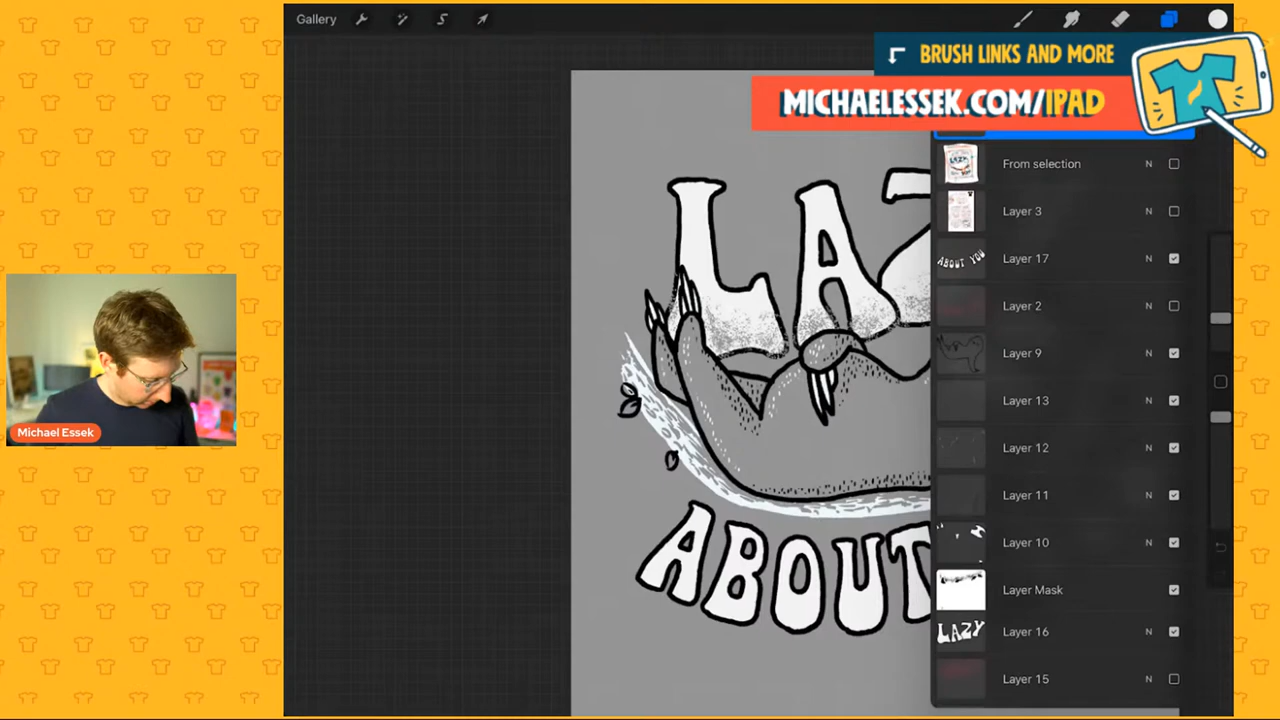 Gallery
BRUSH LINKS AND MORE
MICHAELESSEK.COM/IPAD
From selection N
Layer 3 N
Layer 17 N
Layer 2 N
Layer 9 N
Layer 13 N
Layer 12 N
Layer 11 N
Layer 10 N
Layer Mask
Layer 16 N
Layer 15 N
ABOUT YOU
LAZY
LAZ
ABOUT
Michael Essek